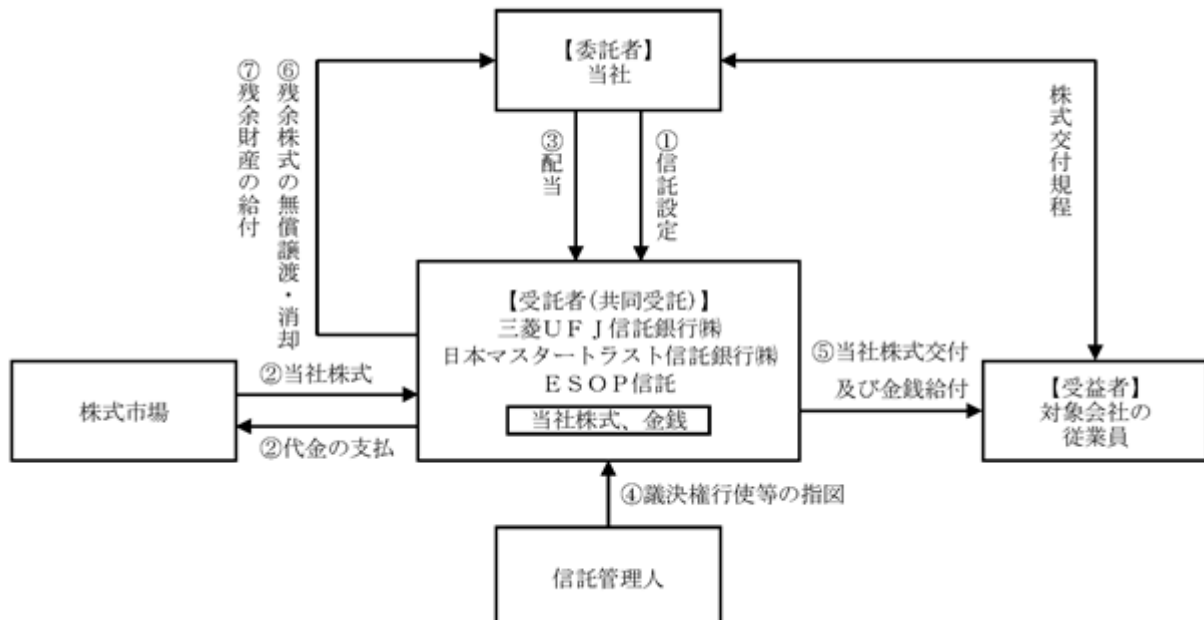 【委託者】
当社
⑦残余財産の給付
⑥残余株式の無償譲渡・消却
③配当
①信託設定
株式交付規程
【受託者(共同受託)】
三菱UFJ信託銀行㈱
日本マスタートラスト信託銀行㈱
ESOP信託
当社株式、金銭
株式市場
②当社株式
②代金の支払
⑤当社株式交付
及び金銭給付
【受益者】
対象会社の
従業員
④議決権行使等の指図
信託管理人